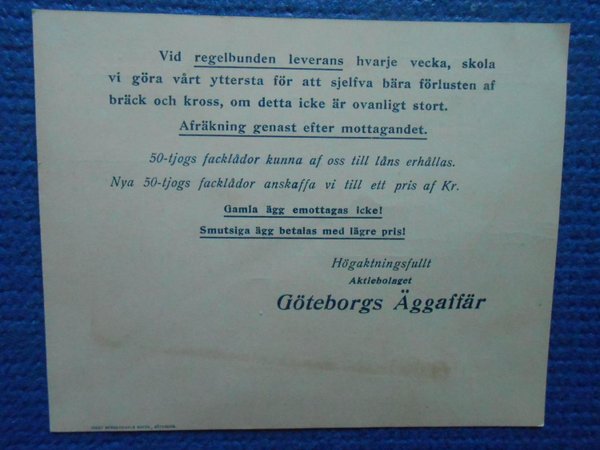 Vid regelbunden leverans hvarje vecka, skola
vi göra vårt yttersta för att sjelfva bära förlusten af
bräck och kross, om detta icke är ovanligt stort.
Afräkning genast efter mottagandet.
50-tjogs facklådor kunna af oss till låns erhållas.
Nya 50-tjogs facklådor anskaffa vi till ett pris af Kr.
Gamla ägg emottagas icke!
Smutsiga ägg betalas med lägre pris!
Högaktningsfullt
Aktiebolaget
Göteborgs Äggaffär
GÖTEBORG.